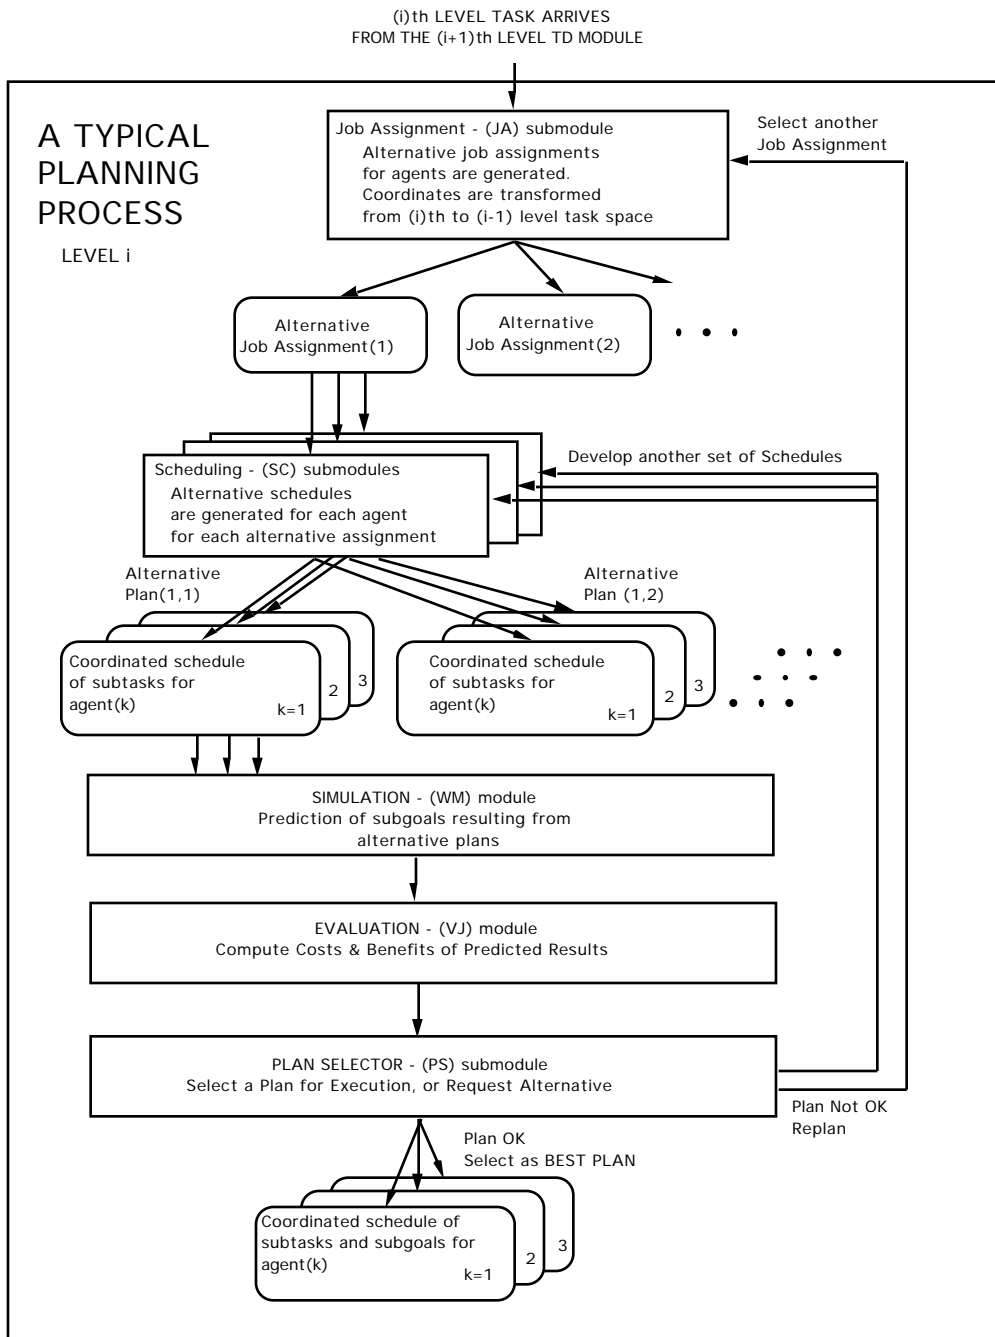 (i)th LEVEL TASK ARRIVES
FROM THE (i+1)th LEVEL TD MODULE
A TYPICAL
PLANNING
PROCESS
LEVEL i
Job Assignment - (JA) submodule
Alternative job assignments
for agents are generated.
Coordinates are transformed
from (i)th to (i-1) level task space
Select another
Job Assignment
Alternative
Job Assignment(1)
Alternative
Job Assignment(2)
Scheduling - (SC) submodules
Alternative schedules
are generated for each agent
for each alternative assignment
Develop another set of Schedules
Alternative
Plan(1,1)
Alternative
Plan (1,2)
Coordinated schedule
of subtasks for
agent(k)
k=1
2
3
Coordinated schedule
of subtasks for
agent(k)
k=1
2
3
SIMULATION - (WM) module
Prediction of subgoals resulting from
alternative plans
EVALUATION - (VJ) module
Compute Costs & Benefits of Predicted Results
PLAN SELECTOR - (PS) submodule
Select a Plan for Execution, or Request Alternative
Plan Not OK
Replan
Plan OK
Select as BEST PLAN
Coordinated schedule of
subtasks and subgoals for
agent(k)
k=1
2
3